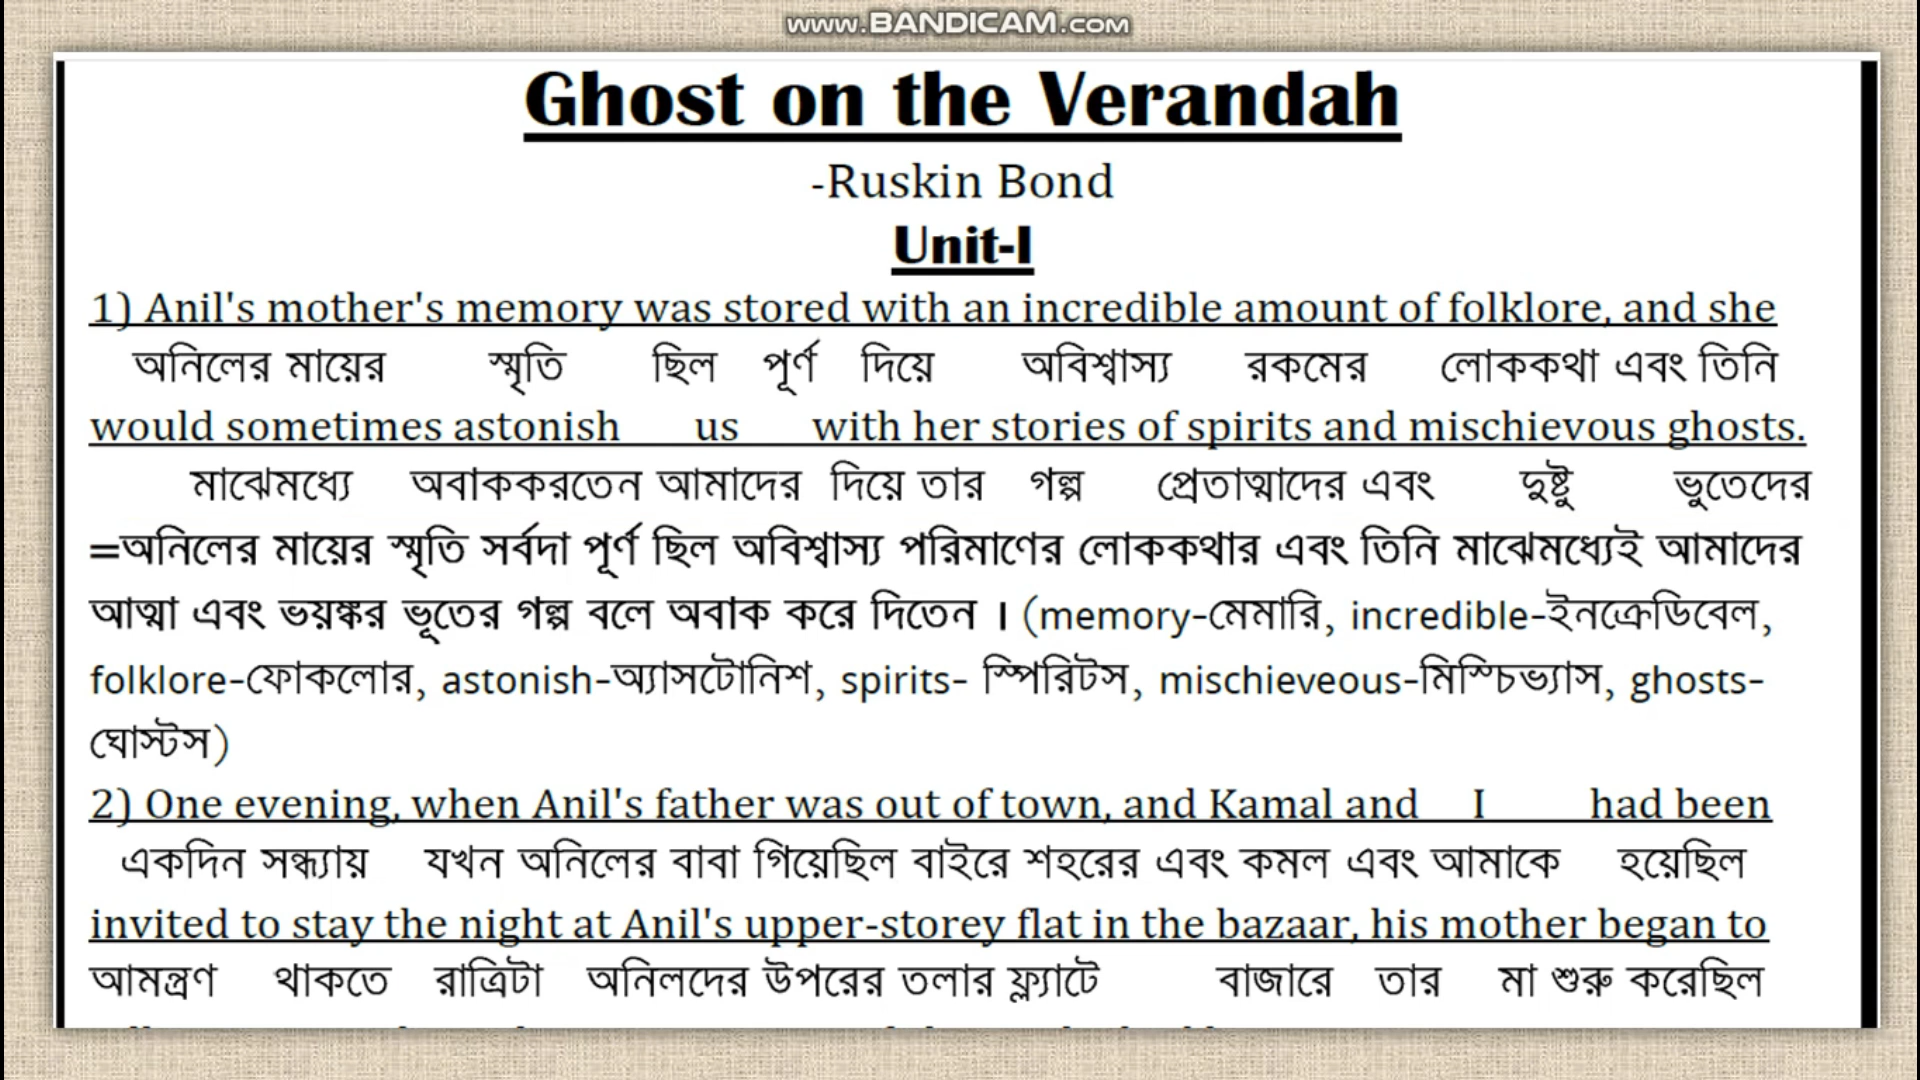 www.BANDICAM.com
Ghost on the Verandah
-Ruskin Bond
Unit-I
1) Anil's mother's memory was stored with an incredible amount of folklore, and she
অনিলের মায়ের স্মৃতি ছিল পূর্ণ দিয়ে অবিশ্বাস্য রকমের লোককথা এবং তিনি
would sometimes astonish us with her stories of spirits and mischievous ghosts.
মাঝেমধ্যে অবাককরতেন আমাদের দিয়ে তার গল্প প্রেতাত্মাদের এবং দুষ্টু ভুতেদের
=অনিলের মায়ের স্মৃতি সর্বদা পূর্ণ ছিল অবিশ্বাস্য পরিমাণের লোককথার এবং তিনি মাঝেমধ্যেই আমাদের
আত্মা এবং ভয়ঙ্কর ভূতের গল্প বলে অবাক করে দিতেন । (memory-মেমারি, incredible-ইনক্রেডিবেল,
folklore-ফোকলোর, astonish-অ্যাসটোনিশ, spirits- স্পিরিটস, mischieveous-মিস্চিভ্যাস, ghosts-
ঘোস্টস)
2) One evening, when Anil's father was out of town, and Kamal and I had been
একদিন সন্ধ্যায় যখন অনিলের বাবা গিয়েছিল বাইরে শহরের এবং কমল এবং আমাকে হয়েছিল
invited to stay the night at Anil's upper-storey flat in the bazaar, his mother began to
আমন্ত্রণ থাকতে রাত্রিটা অনিলদের উপরের তলার ফ্ল্যাটে বাজারে তার মা শুরু করেছিল